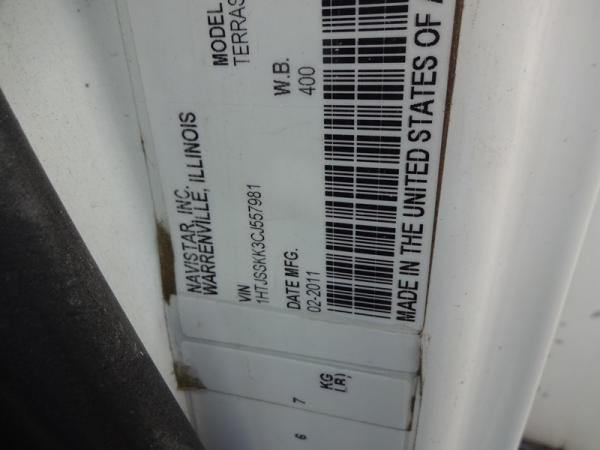 NAVISTAR, INC.
WARRENVILLE, ILLINOIS
MODEL
VIN
1HTJSSKK3CJ557981
W.B.
400
DATE MFG.
02-2011
MADE IN THE UNITED STATES OF
6
7
KG